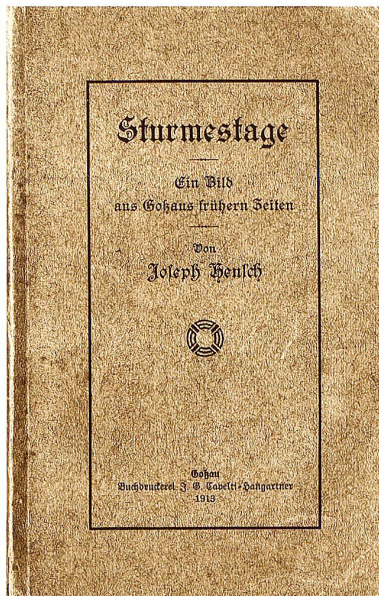 Sturmestage
Ein Bild
aus Goßaus frühern Zeiten
Von
Joseph Hensch
Goßau
Buchdruckerei J. G. Cavelti-Hangartner
1913